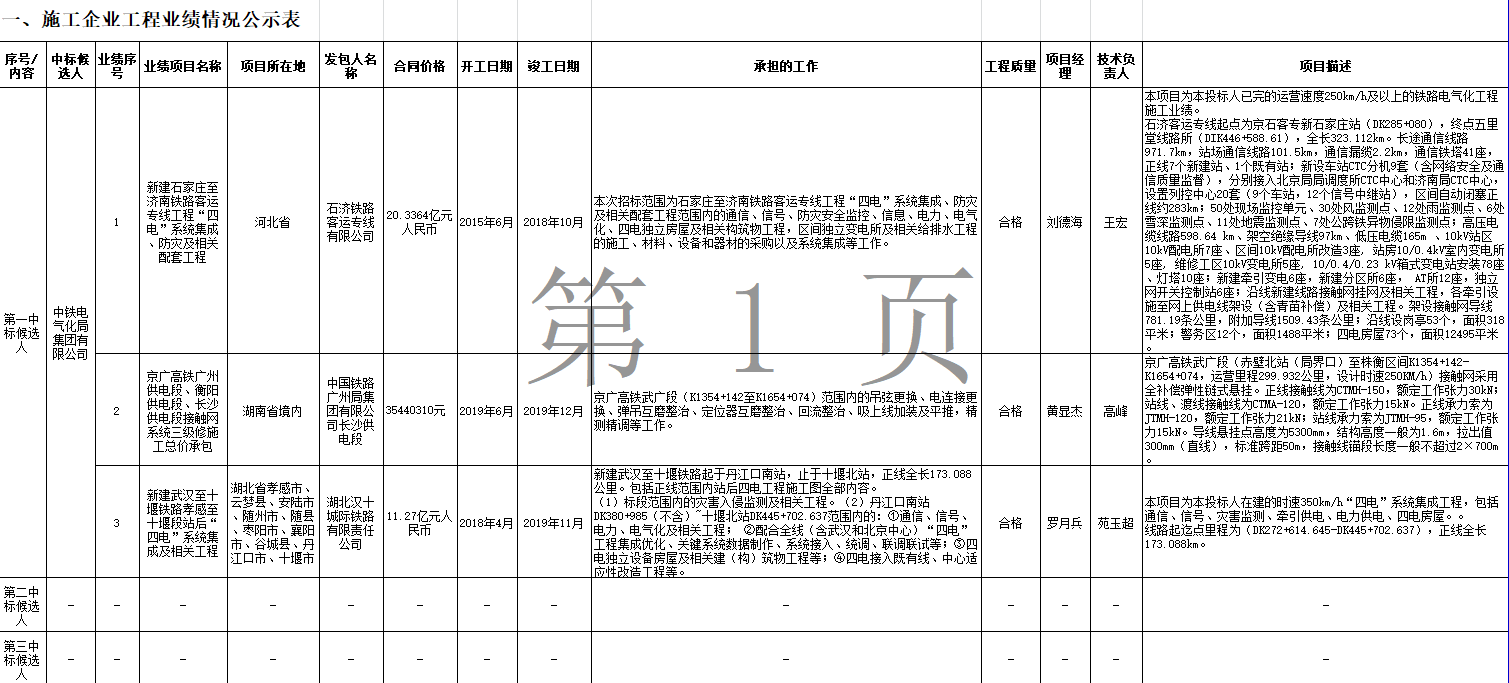 一、施工企业工程业绩情况公示表
序号/
内容
中标候
选人
业绩序
号
业绩项目名称
项目所在地
发包人名
称
合同价格
开工日期
竣工日期
承担的工作
工程质量
项目经
理
技术负
责人
项目描述
第一中
标候选
人
中铁电
气化局
集团有
限公司
1
新建石家庄至
济南铁路客运
专线工程“四
电”系统集成
、防灾及相关
配套工程
河北省
石济铁路
客运专线
有限公司
20.3364亿元
人民币
2015年6月
2018年10月
本次招标范围为石家庄至济南铁路客运专线工程“四电”系统集成、防灾
及相关配套工程范围内的通信、信号、防灾安全监控、信息、电力、电气
化、四电独立房屋及相关构筑物工程，区间独立变电所及相关给排水工程
的施工、材料、设备和器材的采购以及系统集成等工作。
合格
刘德海
王宏
本项目为本投标人已完的运营速度250km/h及以上的铁路电气化工程
施工业绩。
石济客运专线起点为京石客专新石家庄站（DK285+080），终点五里
堂线路所（DIK446+588.61），全长323.112km。长途通信线路
971.7km，站场通信线路101.5km，通信漏缆2.2km，通信铁塔41座，
正线7个新建站、1个既有站；新设车站CTC分机9套（含网络安全及通
信质量监督），分别接入北京局局调度所CTC中心和济南局CTC中心，
设置列控中心20套（9个车站，12个信号中继站），区间自动闭塞正
线约283km；50处现场监控单元、30处风监测点、12处雨监测点、6处
雪深监测点、11处地震监测点、7处公跨铁异物侵限监测点；高压电
缆线路598.64 km、架空绝缘导线97km、低压电缆165m 、10kV站区
10kV配电所7座、区间10kV配电所改造3座, 站房10/0.4kV室内变电所
5座, 维修工区10kV变电所5座, 10/0.4/0.23 kV箱式变电站安装78座
、灯塔10座；新建牵引变电6座，新建分区所6座， AT所12座，独立
网开关控制站6座；沿线新建线路接触网挂网及相关工程，各牵引设
施至网上供电线架设（含青苗补偿）及相关工程。架设接触网导线
781.19条公里，附加导线1509.43条公里；沿线设岗亭53个，面积318
平米；警务区12个，面积1488平米；四电房屋73个，面积12495平米
。
2
京广高铁广州
供电段、衡阳
供电段、长沙
供电段接触网
系统三级修施
工总价承包
湖南省境内
中国铁路
广州局集
团有限公
司长沙供
电段
35440310元
2019年6月
2019年12月
京广高铁武广段（K1354+142至K1654+074）范围内的吊弦更换、电连接更
换、弹吊互磨整治、定位器互磨整治、回流整治、吸上线加装及平推，精
测精调等工作。
合格
黄显杰
高峰
京广高铁武广段（赤壁北站（局界口）至株衡区间K1354+142-
K1654+074，运营里程299.932公里，设计时速250KM/h）接触网采用
全补偿弹性链式悬挂。正线接触线为CTMH-150，额定工作张力30kN；
站线、渡线接触线为CTMA-120，额定工作张力15kN。正线承力索为
JTMH-120，额定工作张力21kN；站线承力索为JTMH-95，额定工作张
力15kN。导线悬挂点高度为5300mm，结构高度一般为1.6m，拉出值
300mm（直线），标准跨距50m，接触线锚段长度一般不超过2×700m
。
3
新建武汉至十
堰铁路孝感至
十堰段站后“
四电”系统集
成及相关工程
湖北省孝感市、
云梦县、安陆市
、随州市、随县
、枣阳市、襄阳
市、谷城县、丹
江口市、十堰市
湖北汉十
城际铁路
有限责任
公司
11.27亿元人
民币
2018年4月
2019年11月
新建武汉至十堰铁路起于丹江口南站，止于十堰北站，正线全长173.088
公里。包括正线范围内站后四电工程施工图全部内容。
（1）标段范围内的灾害入侵监测及相关工程。（2）丹江口南站
DK380+985（不含）~十堰北站DK445+702.637范围内的：①通信、信号、
电力、电气化及相关工程； ②配合全线（含武汉和北京中心）“四电”
工程集成优化、关键系统数据制作、系统接入、统调、联调联试等；③四
电独立设备房屋及相关建（构）筑物工程等；④四电接入既有线、中心适
应性改造工程等。
合格
罗月兵
苑玉超
本项目为本投标人在建的时速350km/h“四电”系统集成工程，包括
通信、信号、灾害监测、牵引供电、电力供电、四电房屋。。
线路起迄点里程为（DK272+614.645-DK445+702.637），正线全长
173.088km。
第二中
标候选
人
－ － － － － － － － － － － － －
第三中
标候选
人
－ － － － － － － － － － － － －
第 1 页